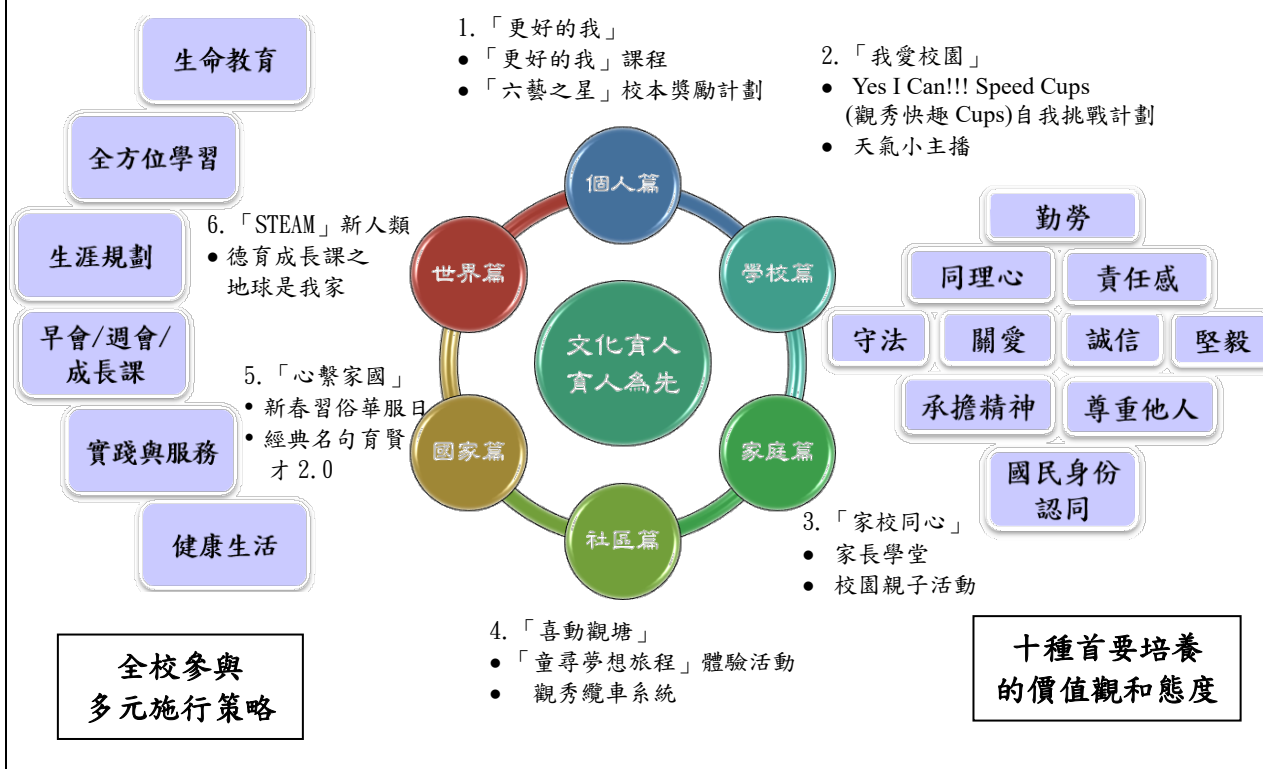 生命教育
全方位學習
生涯規劃
早會/週會/
成長課
實踐與服務
健康生活
全校參與
多元施行策略
1.「更好的我」
●「更好的我」課程
●「六藝之星」校本獎勵計劃
2.「我愛校園」
● Yes I Can!!! Speed Cups
(觀秀快趣 Cups)自我挑戰計劃
● 天氣小主播
6.「STEAM」新人類
●德育成長課之
地球是我家
5.「心繫家國」
•新春習俗華服日
•經典名句育賢
才 2.0
個人篇
學校篇
家庭篇
社區篇
國家篇
世界篇
文化育人
育人為先
3.「家校同心」
● 家長學堂
● 校園親子活動
4.「喜動觀塘」
●「童尋夢想旅程」體驗活動
● 觀秀纜車系統
勤勞
同理心
責任感
守法
關愛
誠信
堅毅
承擔精神
尊重他人
國民身份
認同
十種首要培養
的價值觀和態度